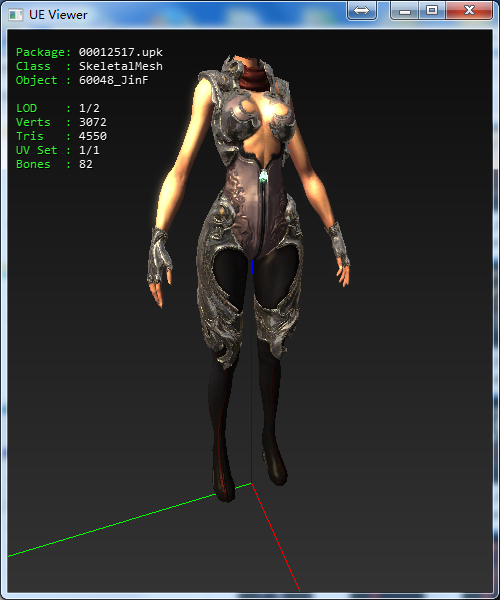 UE Viewer
Package: 00012517.upk
Class : SkeletalMesh
Object : 60048_JinF
LOD : 1/2
Verts : 3072
Tris : 4550
UV Set : 1/1
Bones : 82